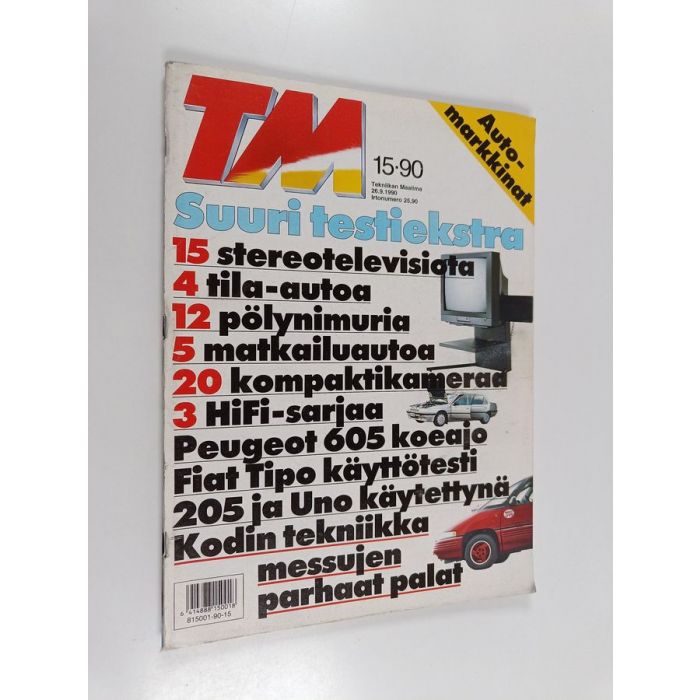 TM
Auto-
markkinat
15·90
Tekniikan Maailma
26.9.1990
Irtonumero 25,90
Suuri testiekstra
15 stereotelevisiota
4 tila-autoa
12 pölynimuria
5 matkailuautoa
20 kompaktikameraa
3 HiFi-sarjaa
Peugeot 605 koeajo
Fiat Tipo käyttötesti
205 ja Uno käytettynä
Kodin tekniikka
messujen
parhaat palat
6 414888 150018
815001-90-15